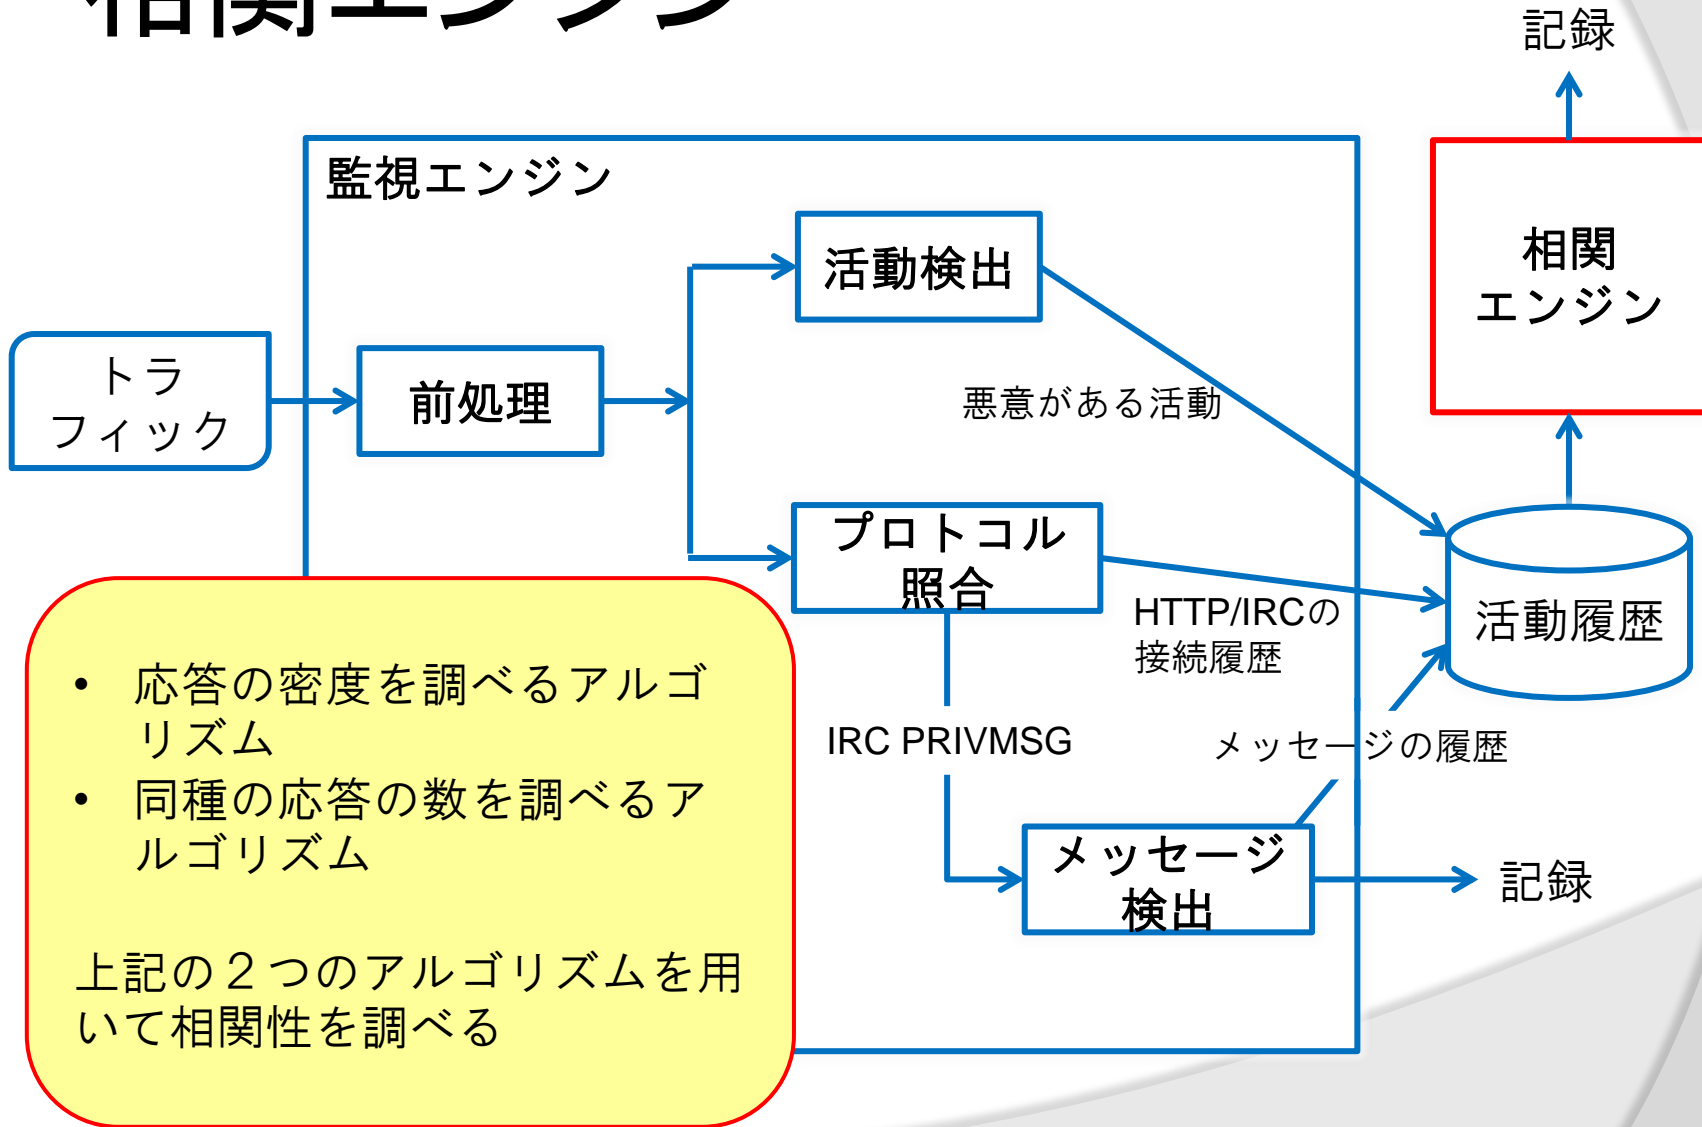 相関エンジン
記録
監視エンジン
活動検出
相関
エンジン
トラ
フィック
前処理
悪意がある活動
プロトコル
照合
HTTP/IRCの
接続履歴
活動履歴
IRC PRIVMSG
メッセージの履歴
メッセージ
検出
記録
• 応答の密度を調べるアルゴ
リズム
• 同種の応答の数を調べるア
ルゴリズム
上記の２つのアルゴリズムを用
いて相関性を調べる